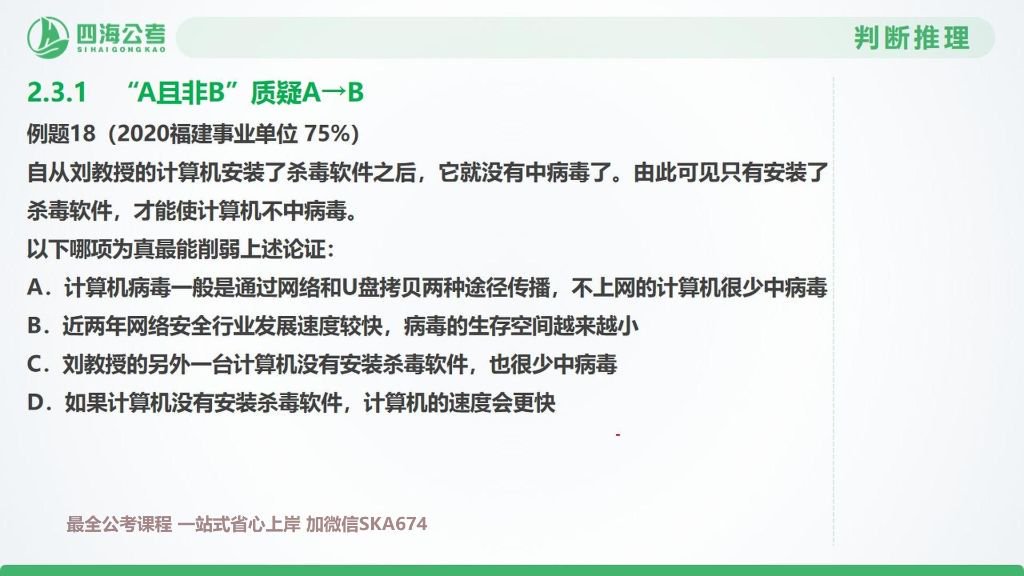 四海公考
SIHAIGONGKAO
判断推理
2.3.1 “A且非B”质疑A→B
例题18（2020福建事业单位 75%）
自从刘教授的计算机安装了杀毒软件之后，它就没有中病毒了。由此可见只有安装了
杀毒软件，才能使计算机不中病毒。
以下哪项为真最能削弱上述论证：
A．计算机病毒一般是通过网络和U盘拷贝两种途径传播，不上网的计算机很少中病毒
B．近两年网络安全行业发展速度较快，病毒的生存空间越来越小
C．刘教授的另外一台计算机没有安装杀毒软件，也很少中病毒
D．如果计算机没有安装杀毒软件，计算机的速度会更快
最全公考课程 一站式省心上岸 加微信SKA674